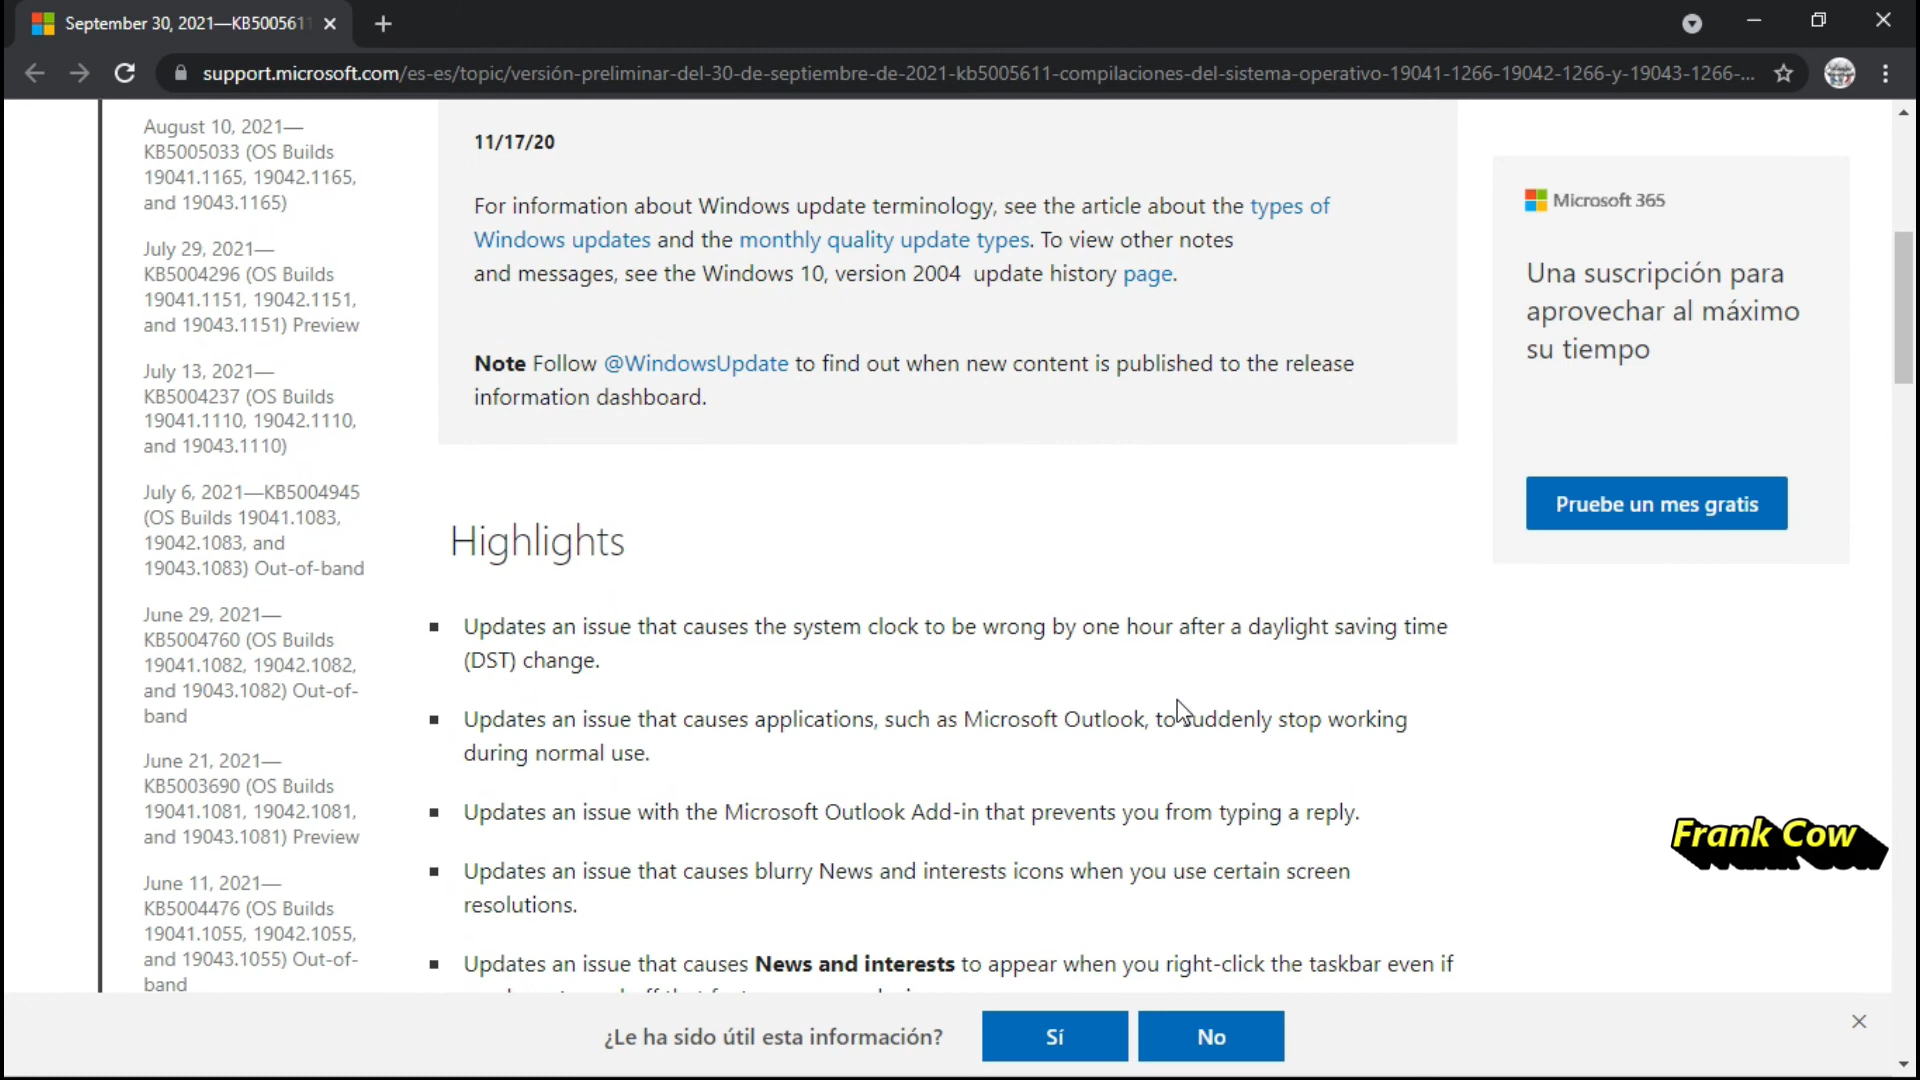 September 30, 2021—KB500561
support.microsoft.com/es-es/topic/versión-preliminar-del-30-de-septiembre-de-2021-kb5005611-compilaciones-del-sistema-operativo-19041-1266-19042-1266-y-19043-1266-...
August 10, 2021—
KB5005033 (OS Builds
19041.1165, 19042.1165,
and 19043.1165)
July 29, 2021—
KB5004296 (OS Builds
19041.1151, 19042.1151,
and 19043.1151) Preview
July 13, 2021—
KB5004237 (OS Builds
19041.1110, 19042.1110,
and 19043.1110)
July 6, 2021—KB5004945
(OS Builds 19041.1083,
19042.1083, and
19043.1083) Out-of-band
June 29, 2021—
KB5004760 (OS Builds
19041.1082, 19042.1082,
and 19043.1082) Out-of-
band
June 21, 2021—
KB5003690 (OS Builds
19041.1081, 19042.1081,
and 19043.1081) Preview
June 11, 2021—
KB5004476 (OS Builds
19041.1055, 19042.1055,
and 19043.1055) Out-of-
band
11/17/20
For information about Windows update terminology, see the article about the types of
Windows updates and the monthly quality update types. To view other notes
and messages, see the Windows 10, version 2004 update history page.
Note Follow @WindowsUpdate to find out when new content is published to the release
information dashboard.
Highlights
Updates an issue that causes the system clock to be wrong by one hour after a daylight saving time
(DST) change.
Updates an issue that causes applications, such as Microsoft Outlook, to suddenly stop working
during normal use.
Updates an issue with the Microsoft Outlook Add-in that prevents you from typing a reply.
Updates an issue that causes blurry News and interests icons when you use certain screen
resolutions.
Updates an issue that causes News and interests to appear when you right-click the taskbar even if
Microsoft 365
Una suscripción para
aprovechar al máximo
su tiempo
Pruebe un mes gratis
Frank Cow
¿Le ha sido útil esta información?
Sí
No